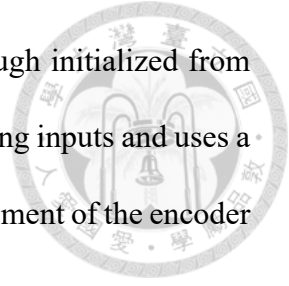 ugh initialized from
ng inputs and uses a
ment of the encoder